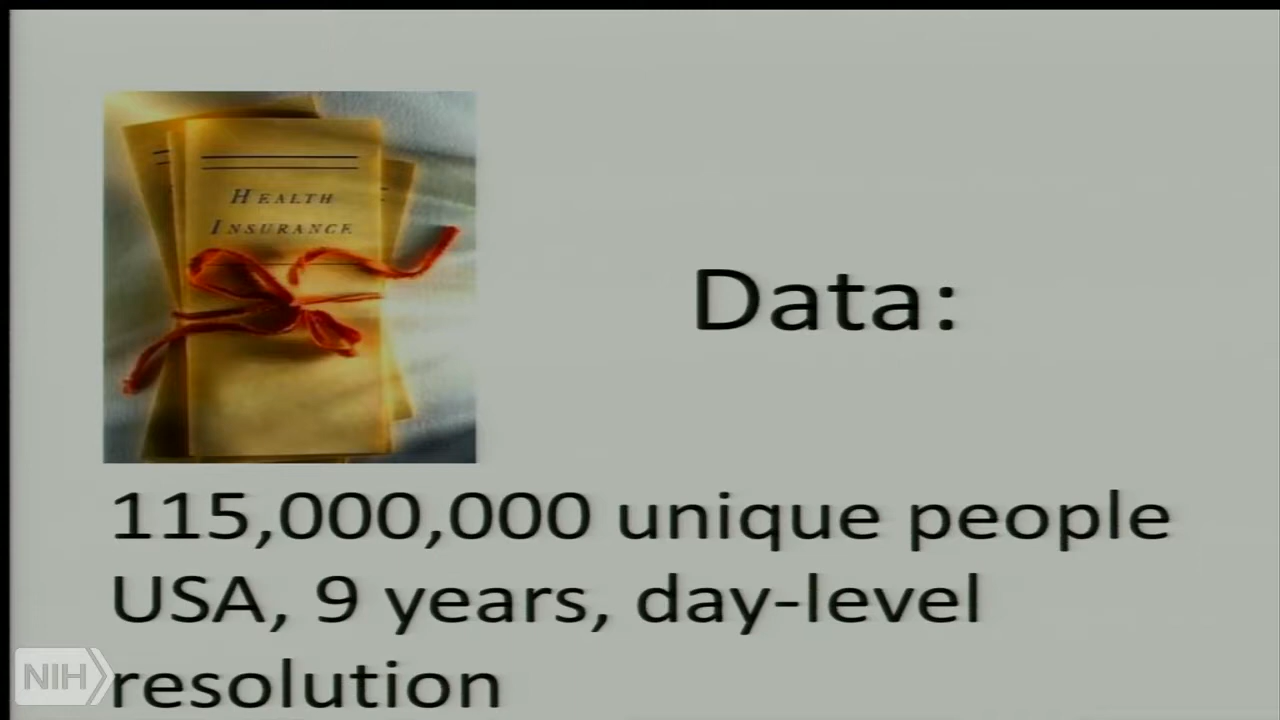 HEALTH
INSURANCE
Data:
115,000,000 unique people
USA, 9 years, day-level
resolution
NIH